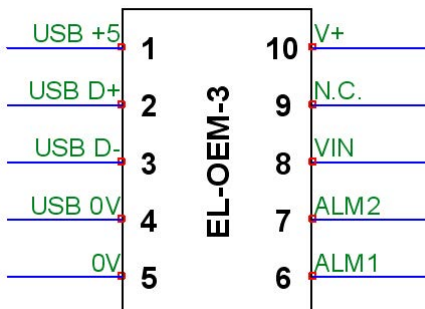 USB +5 1 10 V+
USB D+ 2 9 N.C.
USB D- 3 8 VIN
USB 0V 4 7 ALM2
0V 5 6 ALM1
EL-OEM-3